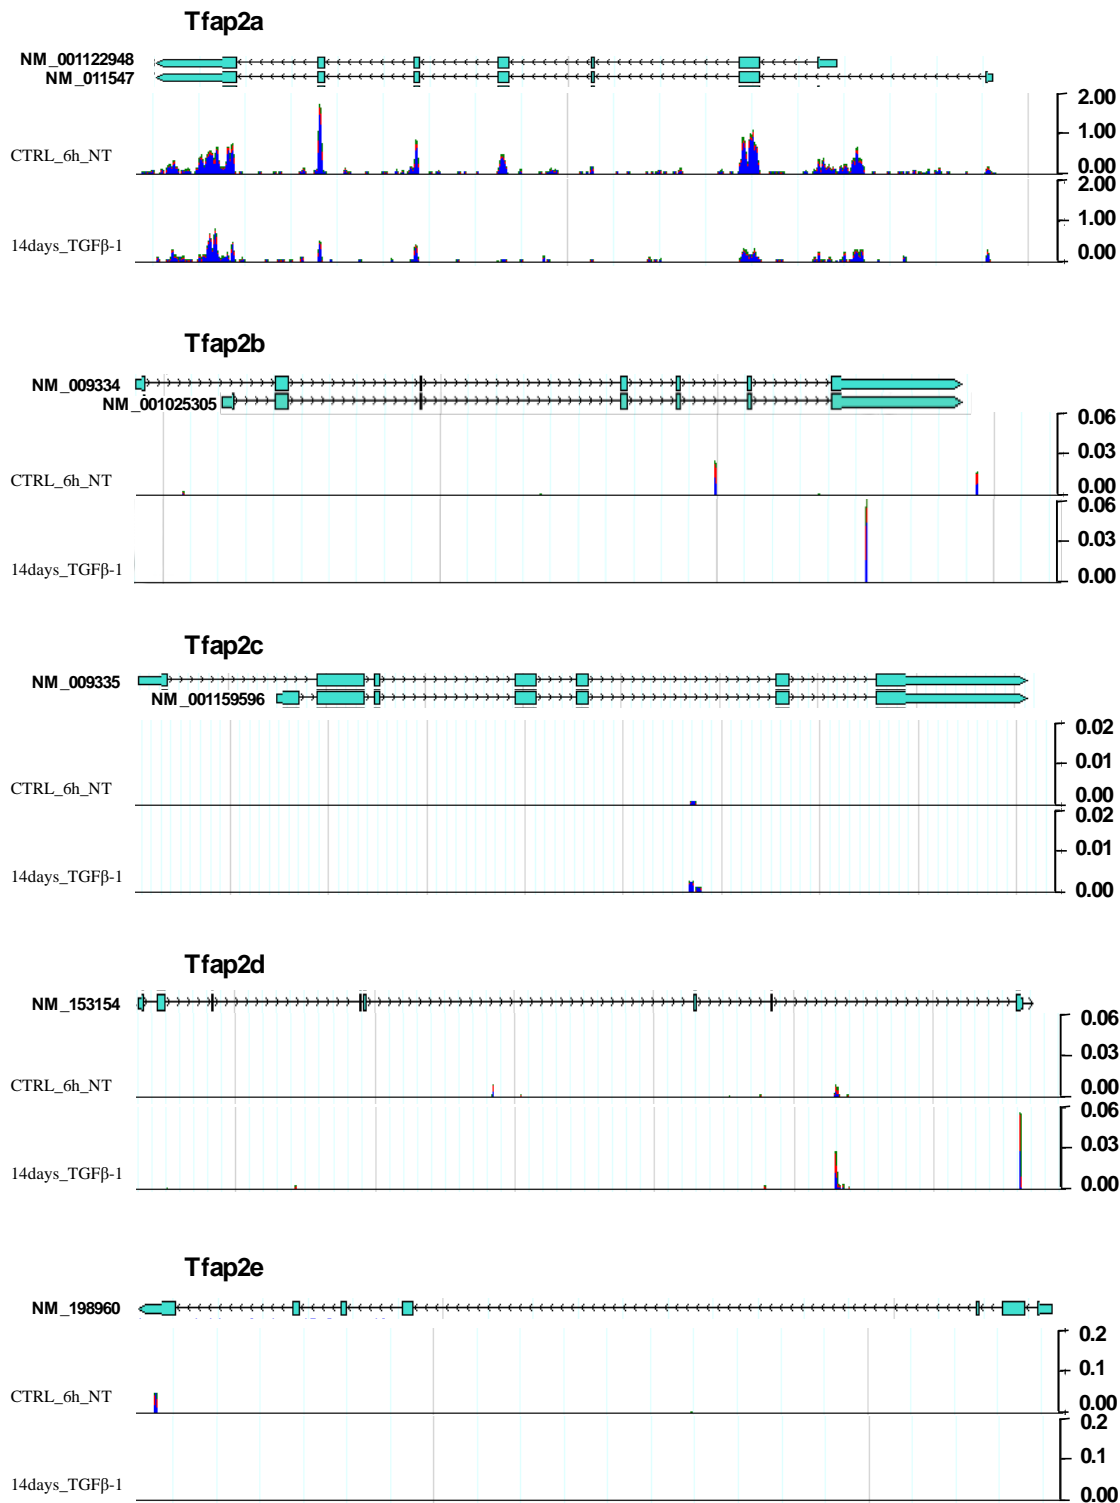 Tfap2a
NM_001122948
NM_011547
2.00
1.00
CTRL_6h_NT
0.00
2.00
1.00
14days_TGFβ-1
0.00
Tfap2b
NM_009334
NM_001025305
0.06
0.03
CTRL_6h_NT
0.00
0.06
0.03
14days_TGFβ-1
0.00
Tfap2c
NM_009335
NM_001159596
0.02
0.01
CTRL_6h_NT
0.00
0.02
0.01
14days_TGFβ-1
0.00
Tfap2d
NM_153154
0.06
0.03
CTRL_6h_NT
0.00
0.06
0.03
14days_TGFβ-1
0.00
Tfap2e
NM_198960
0.2
0.1
CTRL_6h_NT
0.00
0.2
0.1
14days_TGFβ-1
0.00